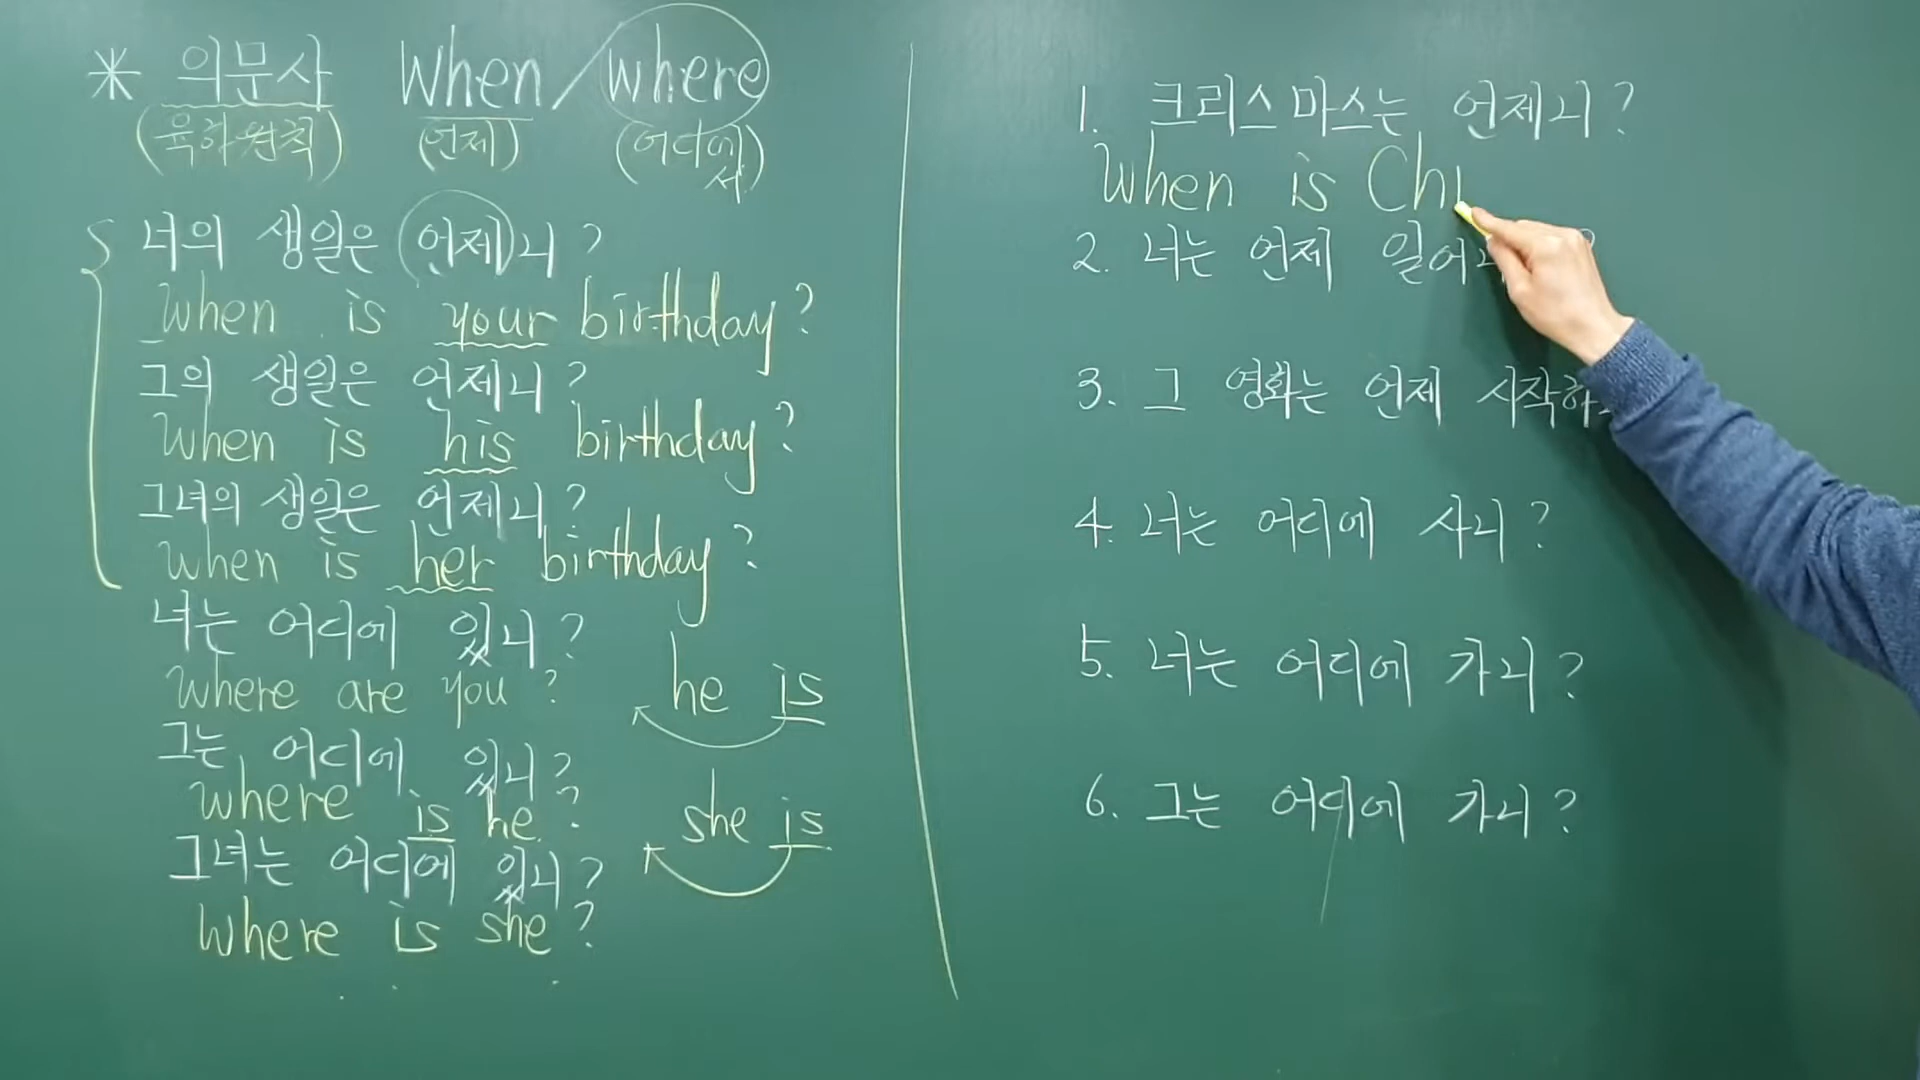 * 의문사 When / where
(육하원칙) (언제) (어디에서)
너의 생일은 언제니?
When is your birthday?
그의 생일은 언제니?
When is his birthday?
그녀의 생일은 언제니?
when is her birthday?
너는 어디에 있니?
where are you?
he is
그는 어디에 있니?
where is he?
she is
그녀는 어디에 있니?
where is she?
1. 크리스마스는 언제니?
When is Ch
2. 너는 언제 ?
3. 그 영화는 언제 시작하
4. 너는 어디에 사니?
5. 너는 어디에 가니?
6. 그는 어디에 가니?